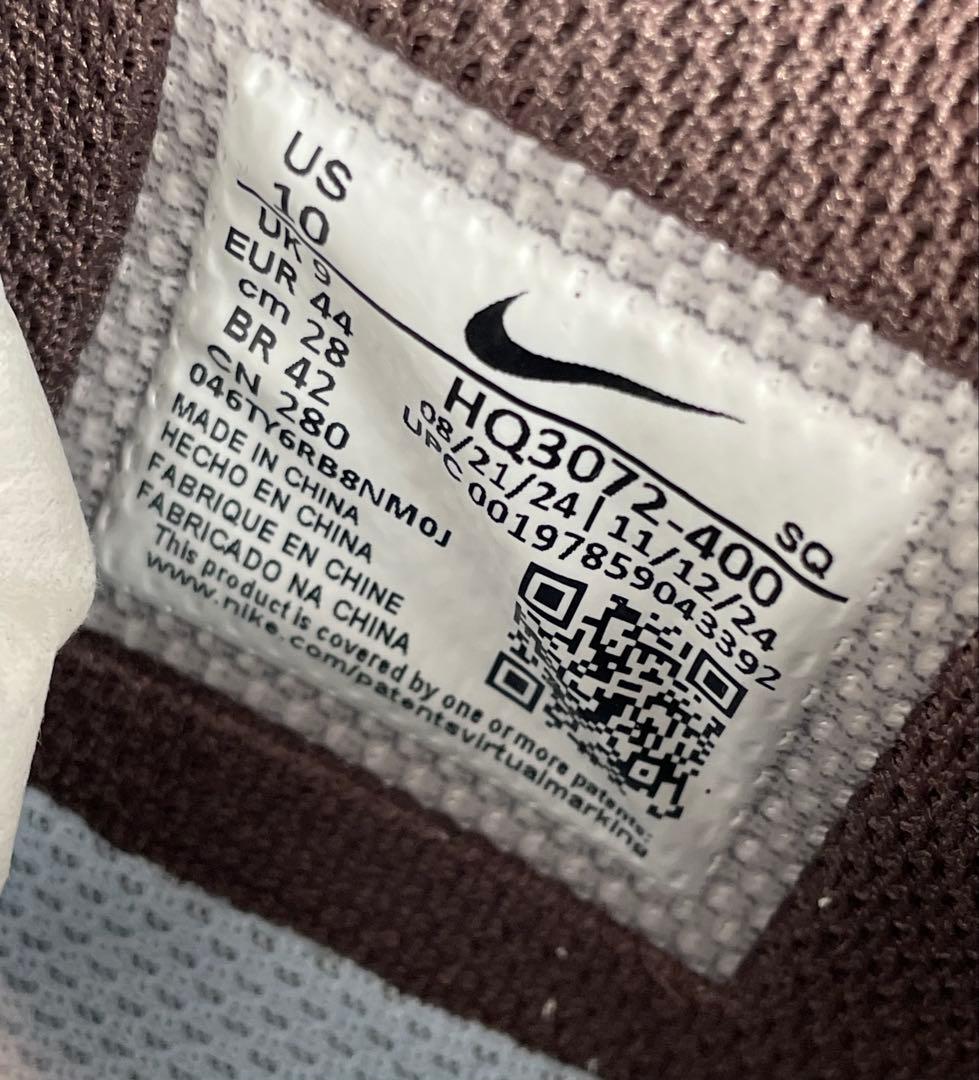 US
10
UK 9
EUR 44
cm 28
BR 42
CN 280
046TY6RB8NM0J
MADE IN CHINA
HECHO EN CHINA
FABRIQUE EN CHINE
FABRICADO NA CHINA
This product is covered by one or more patents:
www.nike.com/patentsvirtualmarking
SQ
HQ3072-400
08/21/24 | 11/12/24
UPC 00197859043392